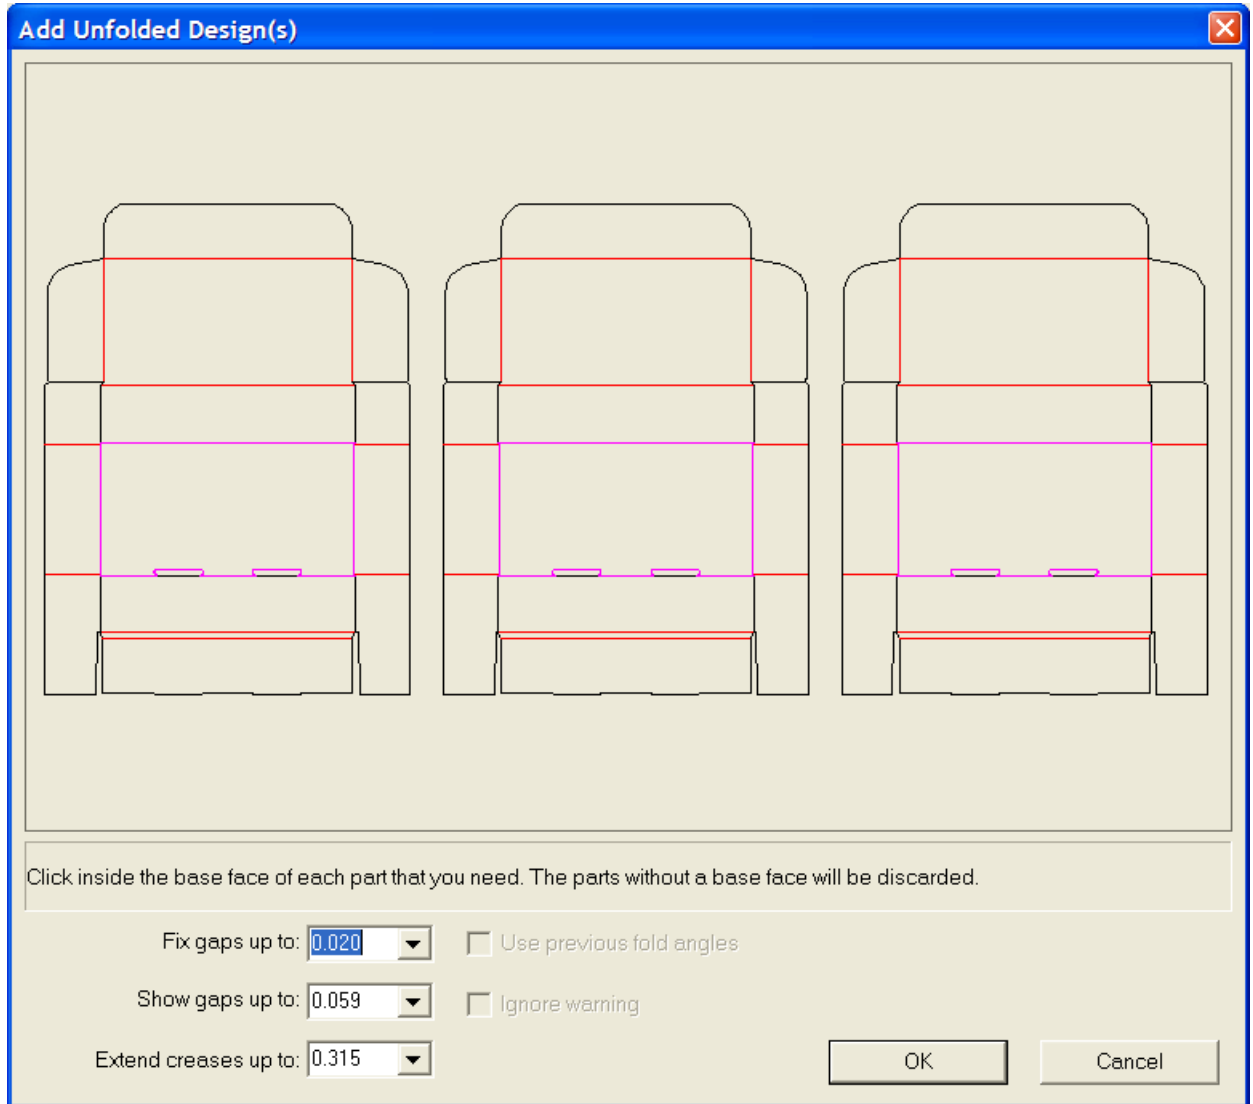 Add Unfolded Design(s)
Click inside the base face of each part that you need. The parts without a base face will be discarded.
Fix gaps up to: 0.020 Use previous fold angles
Show gaps up to: 0.059 Ignore warning
Extend creases up to: 0.315 OK Cancel